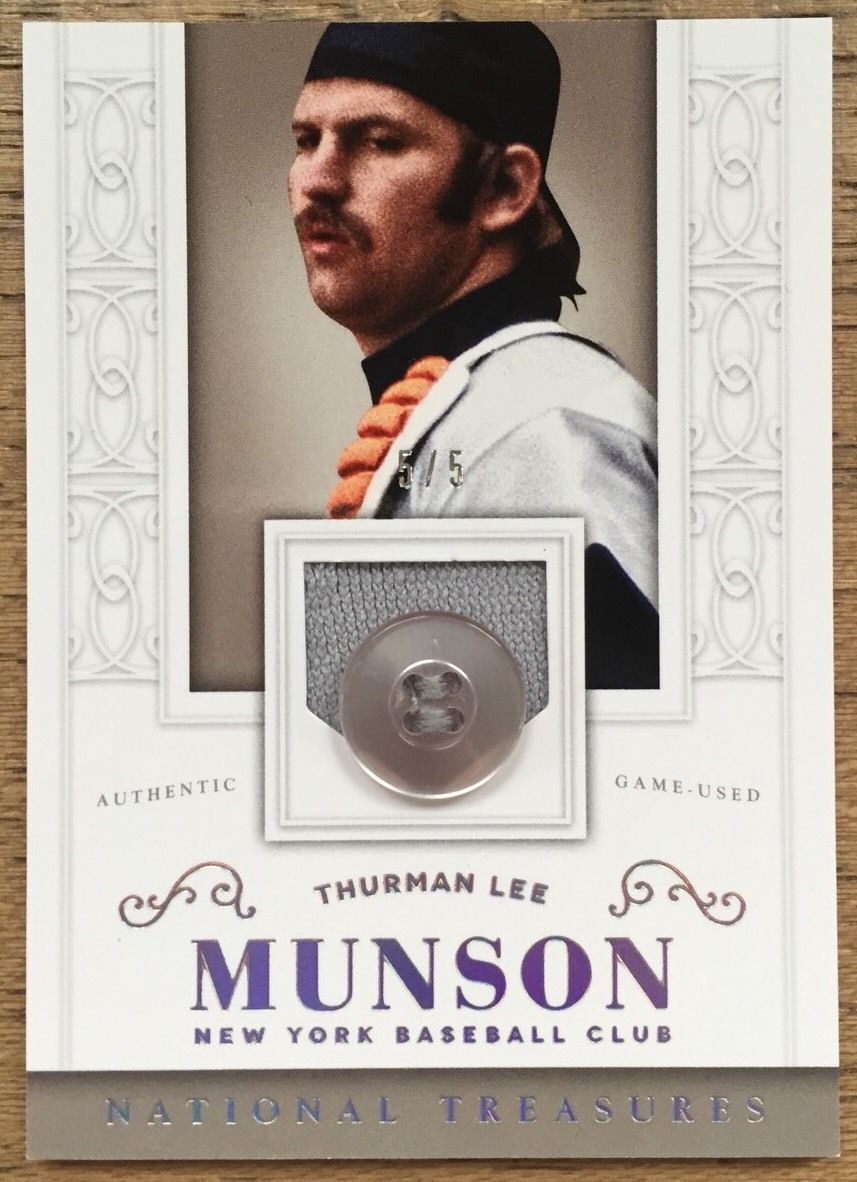 5/5
AUTHENTIC GAME-USED
THURMAN LEE
MUNSON
NEW YORK BASEBALL CLUB
NATIONAL TREASURES